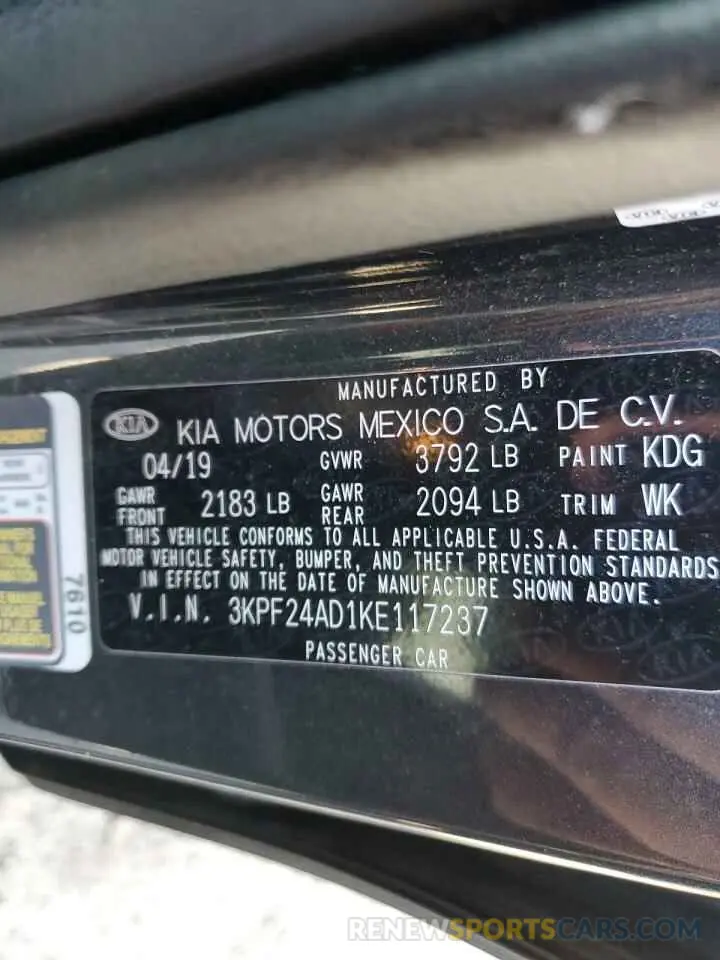 MANUFACTURED BY
KIA KIA MOTORS MEXICO S.A. DE C.V.
04/19 GVWR 3792 LB PAINT KDG
GAWR FRONT 2183 LB GAWR REAR 2094 LB TRIM WK
THIS VEHICLE CONFORMS TO ALL APPLICABLE U.S.A. FEDERAL
MOTOR VEHICLE SAFETY, BUMPER, AND THEFT PREVENTION STANDARDS
IN EFFECT ON THE DATE OF MANUFACTURE SHOWN ABOVE.
V.I.N. 3KPF24AD1KE117237
PASSENGER CAR
7610
KIA
RENEWSPORTSCARS.COM